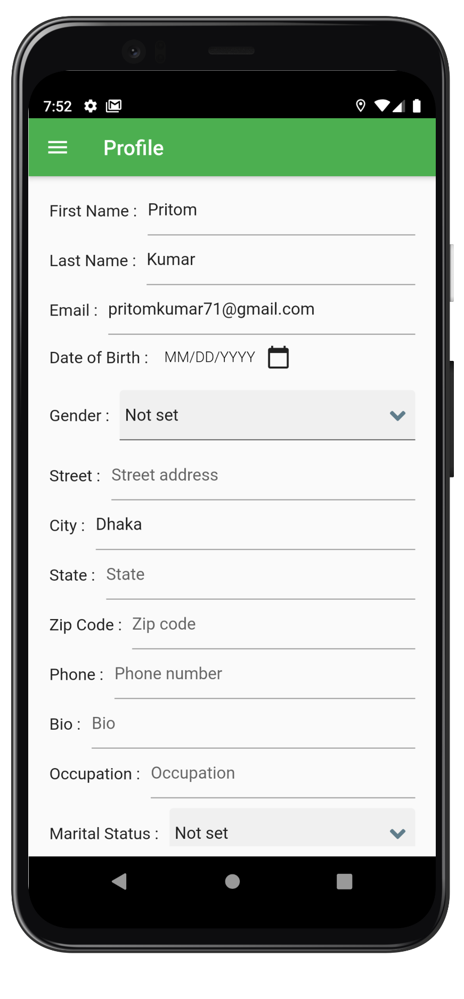 7:52
Profile
First Name : Pritom
Last Name : Kumar
Email : pritomkumar71@gmail.com
Date of Birth : MM/DD/YYYY
Gender : Not set
Street : Street address
City : Dhaka
State : State
Zip Code : Zip code
Phone : Phone number
Bio : Bio
Occupation : Occupation
Marital Status : Not set